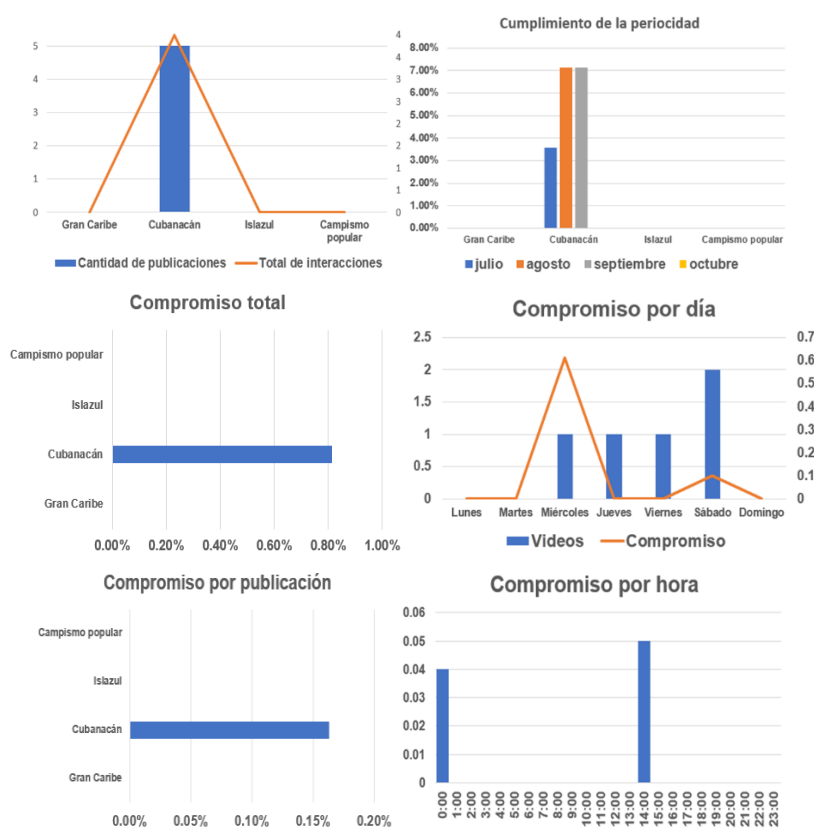 5
4
3
2
1
0
4
4
3
3
2
2
1
1
0
Gran Caribe Cubanacán Islazul Campismo popular
Cantidad de publicaciones Total de interacciones
Cumplimiento de la periocidad
8.00%
7.00%
6.00%
5.00%
4.00%
3.00%
2.00%
1.00%
0.00%
Gran Caribe Cubanacán Islazul Campismo popular
julio agosto septiembre octubre
Compromiso total
Campismo popular
Islazul
Cubanacán
Gran Caribe
0.00% 0.20% 0.40% 0.60% 0.80% 1.00%
Compromiso por día
2.5
2
1.5
1
0.5
0
0.7
0.6
0.5
0.4
0.3
0.2
0.1
0
Lunes Martes Miércoles Jueves Viernes Sábado Domingo
Videos Compromiso
Compromiso por publicación
Campismo popular
Islazul
Cubanacán
Gran Caribe
0.00% 0.05% 0.10% 0.15% 0.20%
Compromiso por hora
0.06
0.05
0.04
0.03
0.02
0.01
0
0:00 1:00 2:00 3:00 4:00 5:00 6:00 7:00 8:00 9:00 10:00 11:00 12:00 13:00 14:00 15:00 16:00 17:00 18:00 19:00 20:00 21:00 22:00 23:00